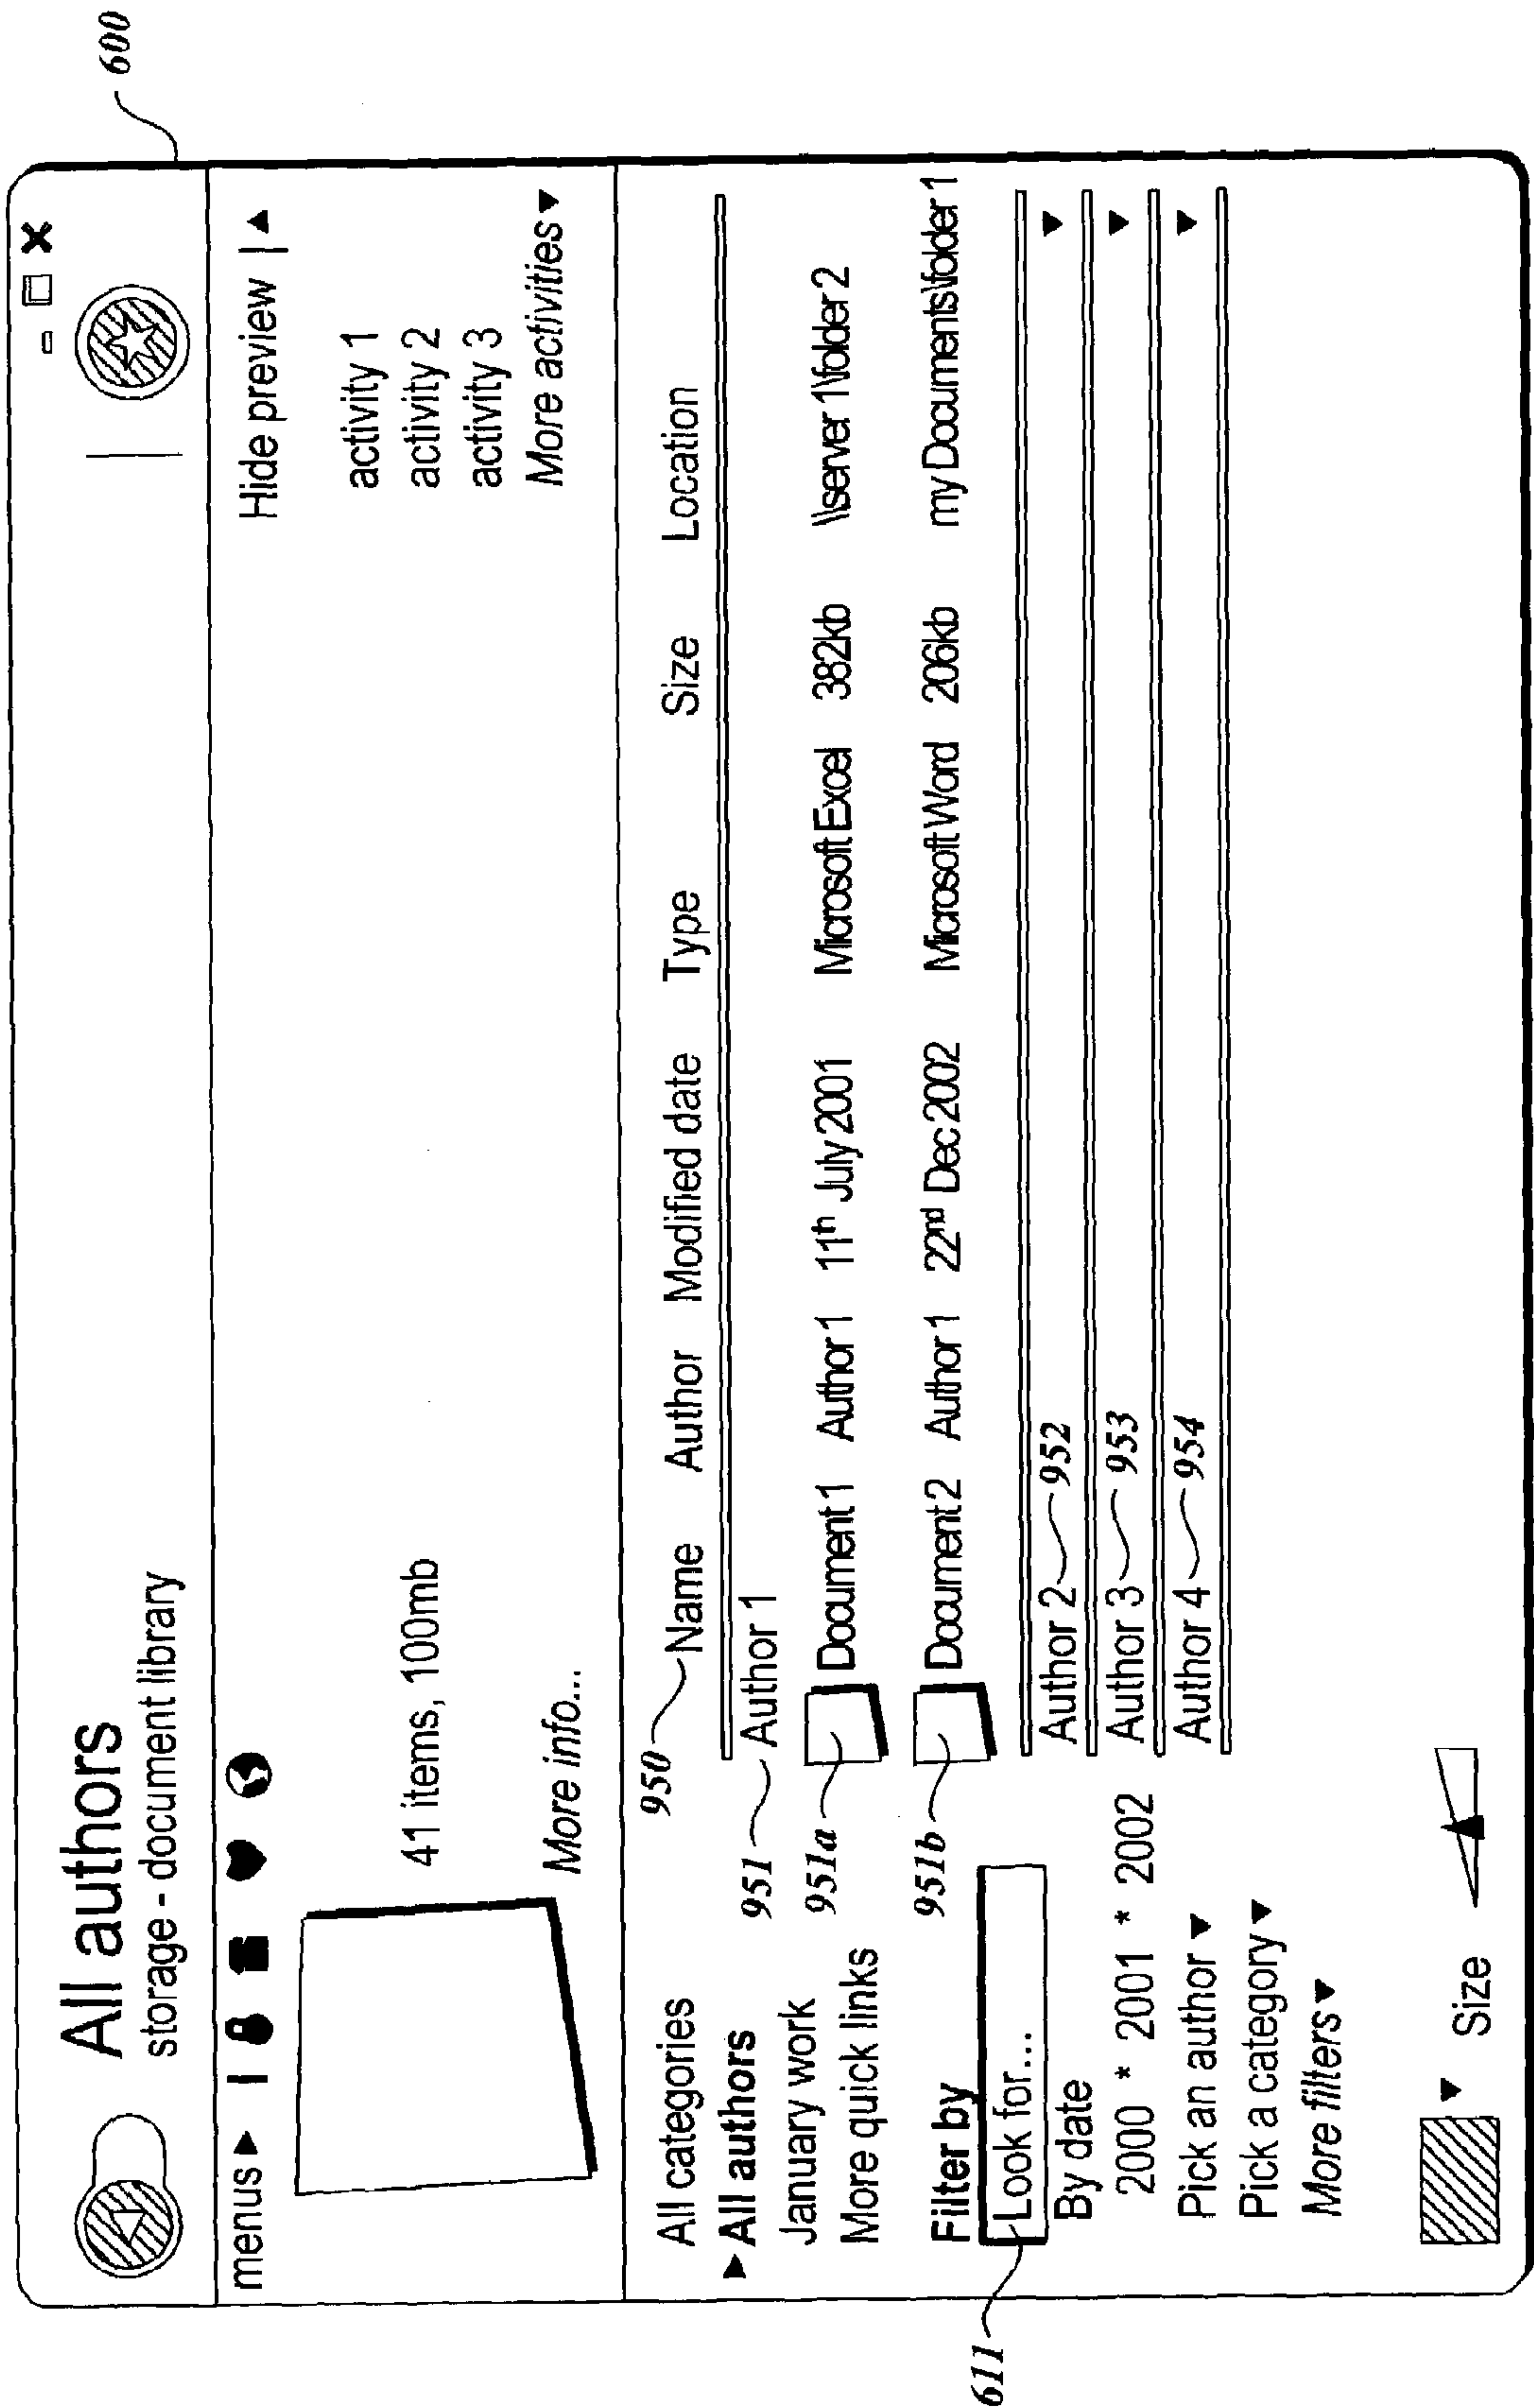 600
All authors
storage - document library
menus
Hide preview
41 items, 100mb
More info...
activity 1
activity 2
activity 3
More activities
All categories
All authors
January work
More quick links
Filter by
611
Look for...
By date
2000 * 2001 * 2002
Pick an author
Pick a category
More filters
Size
950
Name Author Modified date Type Size Location
951
Author 1
951a
Document 1 Author 1 11th July 2001 Microsoft Excel 382kb \\server 1\folder 2
951b
Document 2 Author 1 22nd Dec 2002 Microsoft Word 206kb my Documents\folder 1
Author 2 952
Author 3 953
Author 4 954